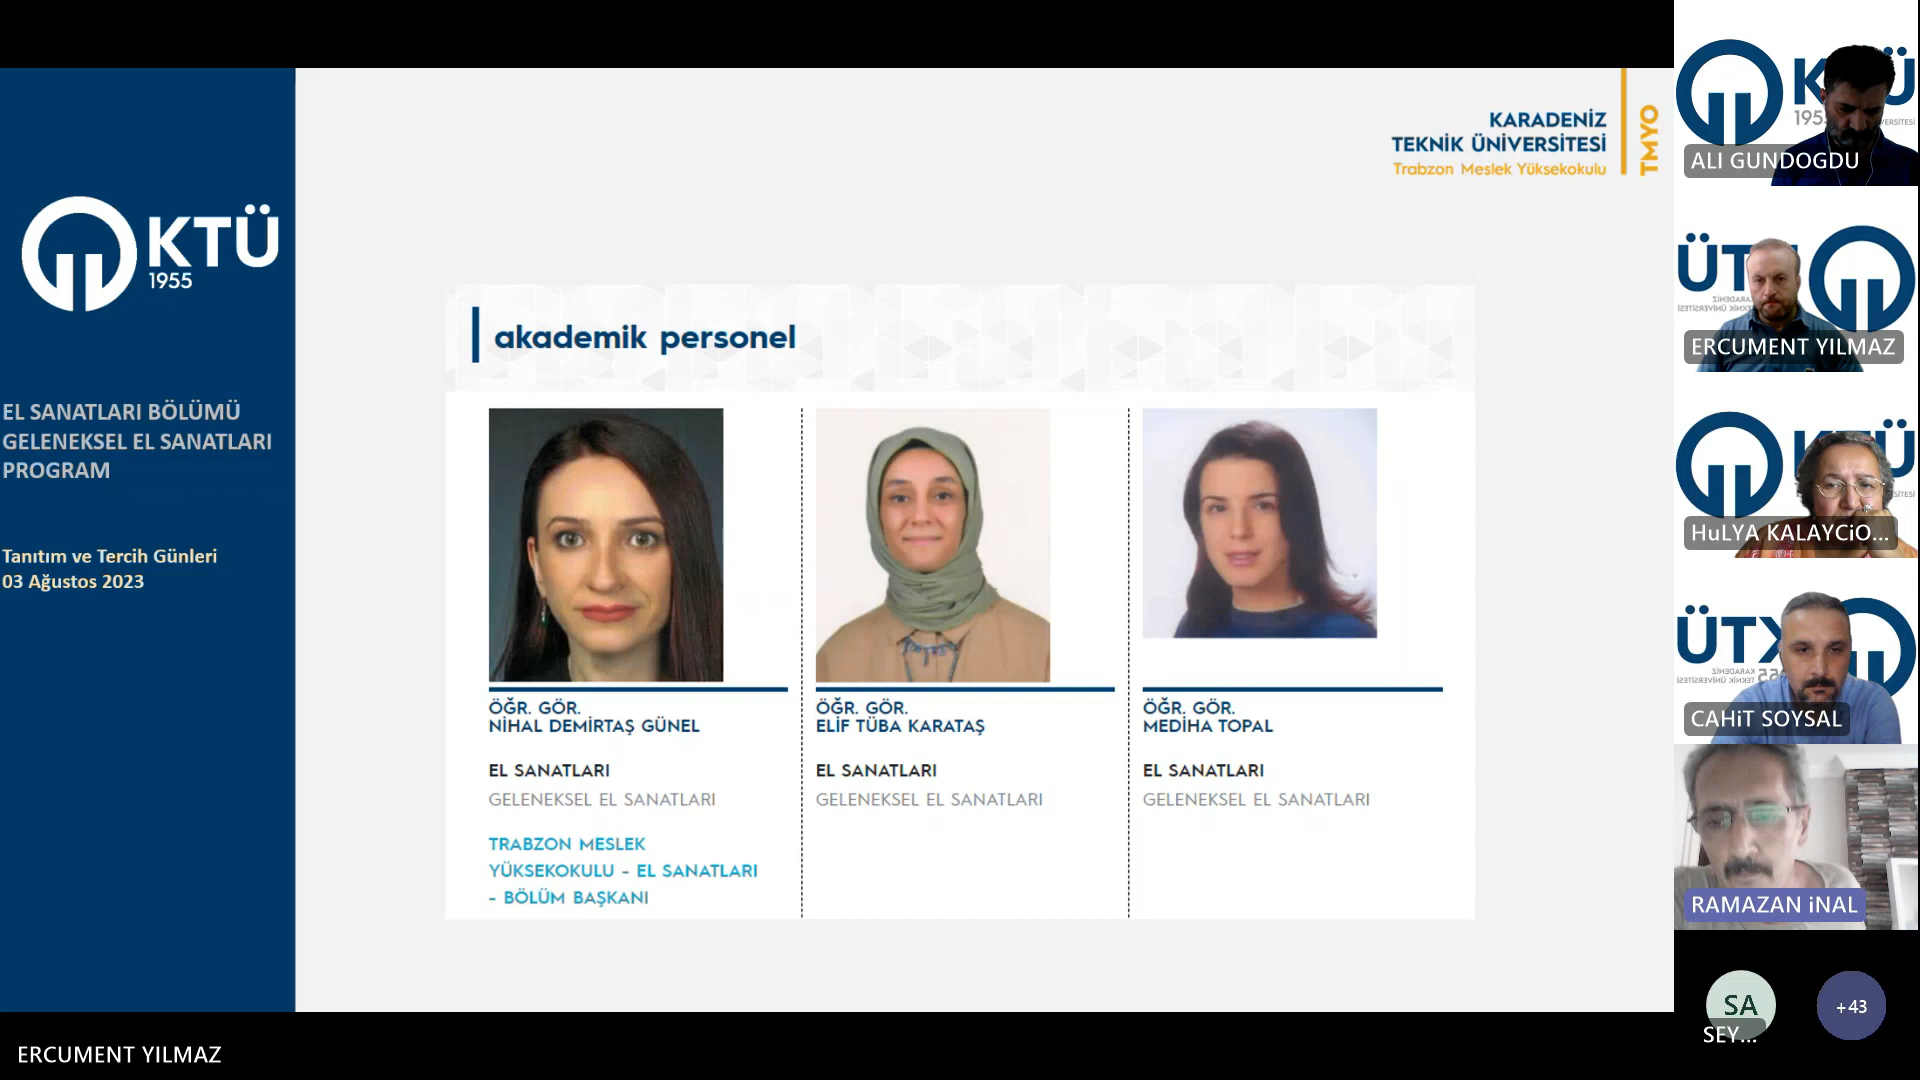 KTÜ
1955
EL SANATLARI BÖLÜMÜ
GELENEKSEL EL SANATLARI
PROGRAM
Tanıtım ve Tercih Günleri
03 Ağustos 2023
KARADENİZ
TEKNİK ÜNİVERSİTESİ
Trabzon Meslek Yüksekokulu
TMYO
akademik personel
ÖĞR. GÖR.
NİHAL DEMİRTAŞ GÜNEL
EL SANATLARI
GELENEKSEL EL SANATLARI
TRABZON MESLEK
YÜKSEKOKULU - EL SANATLARI
- BÖLÜM BAŞKANI
ÖĞR. GÖR.
ELİF TÜBA KARATAŞ
EL SANATLARI
GELENEKSEL EL SANATLARI
ÖĞR. GÖR.
MEDİHA TOPAL
EL SANATLARI
GELENEKSEL EL SANATLARI
ALI GUNDOGDU
ERCUMENT YILMAZ
HuLYA KALAYCiO...
CAHiT SOYSAL
RAMAZAN iNAL
SA
SEY...
+43
ERCUMENT YILMAZ